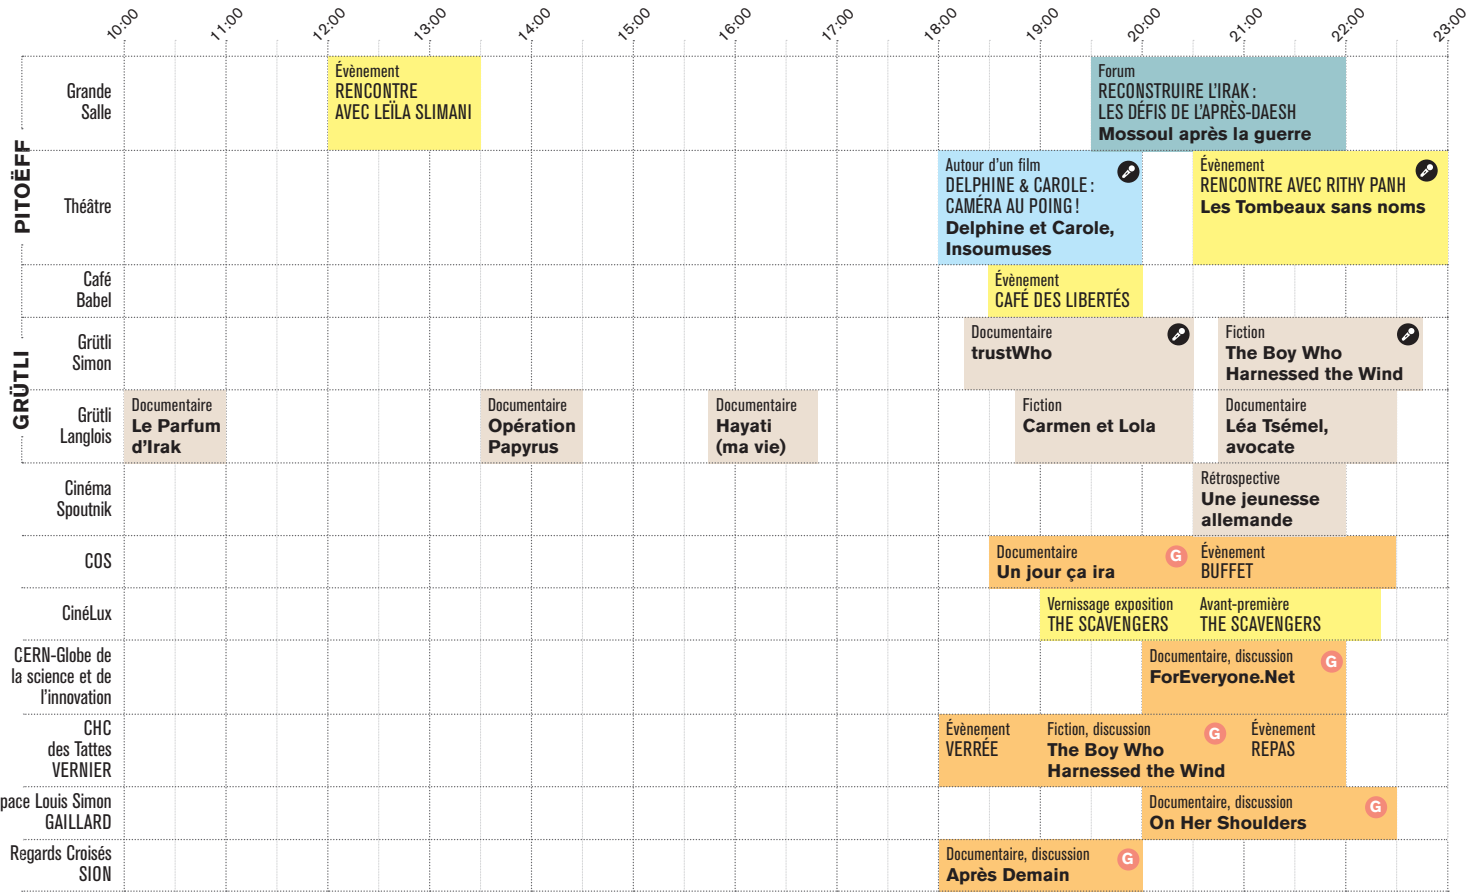 10:00 11:00 12:00 13:00 14:00 15:00 16:00 17:00 18:00 19:00 20:00 21:00 22:00 23:00
PITOËFF
Grande
Salle
Évènement
RENCONTRE
AVEC LEÏLA SLIMANI
Forum
RECONSTRUIRE L'IRAK :
LES DÉFIS DE L'APRÈS-DAESH
Mossoul après la guerre
Théâtre
Autour d'un film
DELPHINE & CAROLE :
CAMÉRA AU POING !
Delphine et Carole,
Insoumuses
Évènement
RENCONTRE AVEC RITHY PANH
Les Tombeaux sans noms
Café
Babel
Évènement
CAFÉ DES LIBERTÉS
GRÜTLI
Grütli
Simon
Documentaire
trustWho
Fiction
The Boy Who
Harnessed the Wind
Grütli
Langlois
Documentaire
Le Parfum
d'Irak
Documentaire
Opération
Papyrus
Documentaire
Hayati
(ma vie)
Fiction
Carmen et Lola
Documentaire
Léa Tsémel,
avocate
Cinéma
Spoutnik
Rétrospective
Une jeunesse
allemande
COS
Documentaire
Un jour ça ira
G
Évènement
BUFFET
CinéLux
Vernissage exposition
THE SCAVENGERS
Avant-première
THE SCAVENGERS
CERN-Globe de
la science et de
l'innovation
Documentaire, discussion
ForEveryone.Net
G
CHC
des Tattes
VERNIER
Évènement
VERRÉE
Fiction, discussion
The Boy Who
Harnessed the Wind
G
Évènement
REPAS
pace Louis Simon
GAILLARD
Documentaire, discussion
On Her Shoulders
G
Regards Croisés
SION
Documentaire, discussion
Après Demain
G